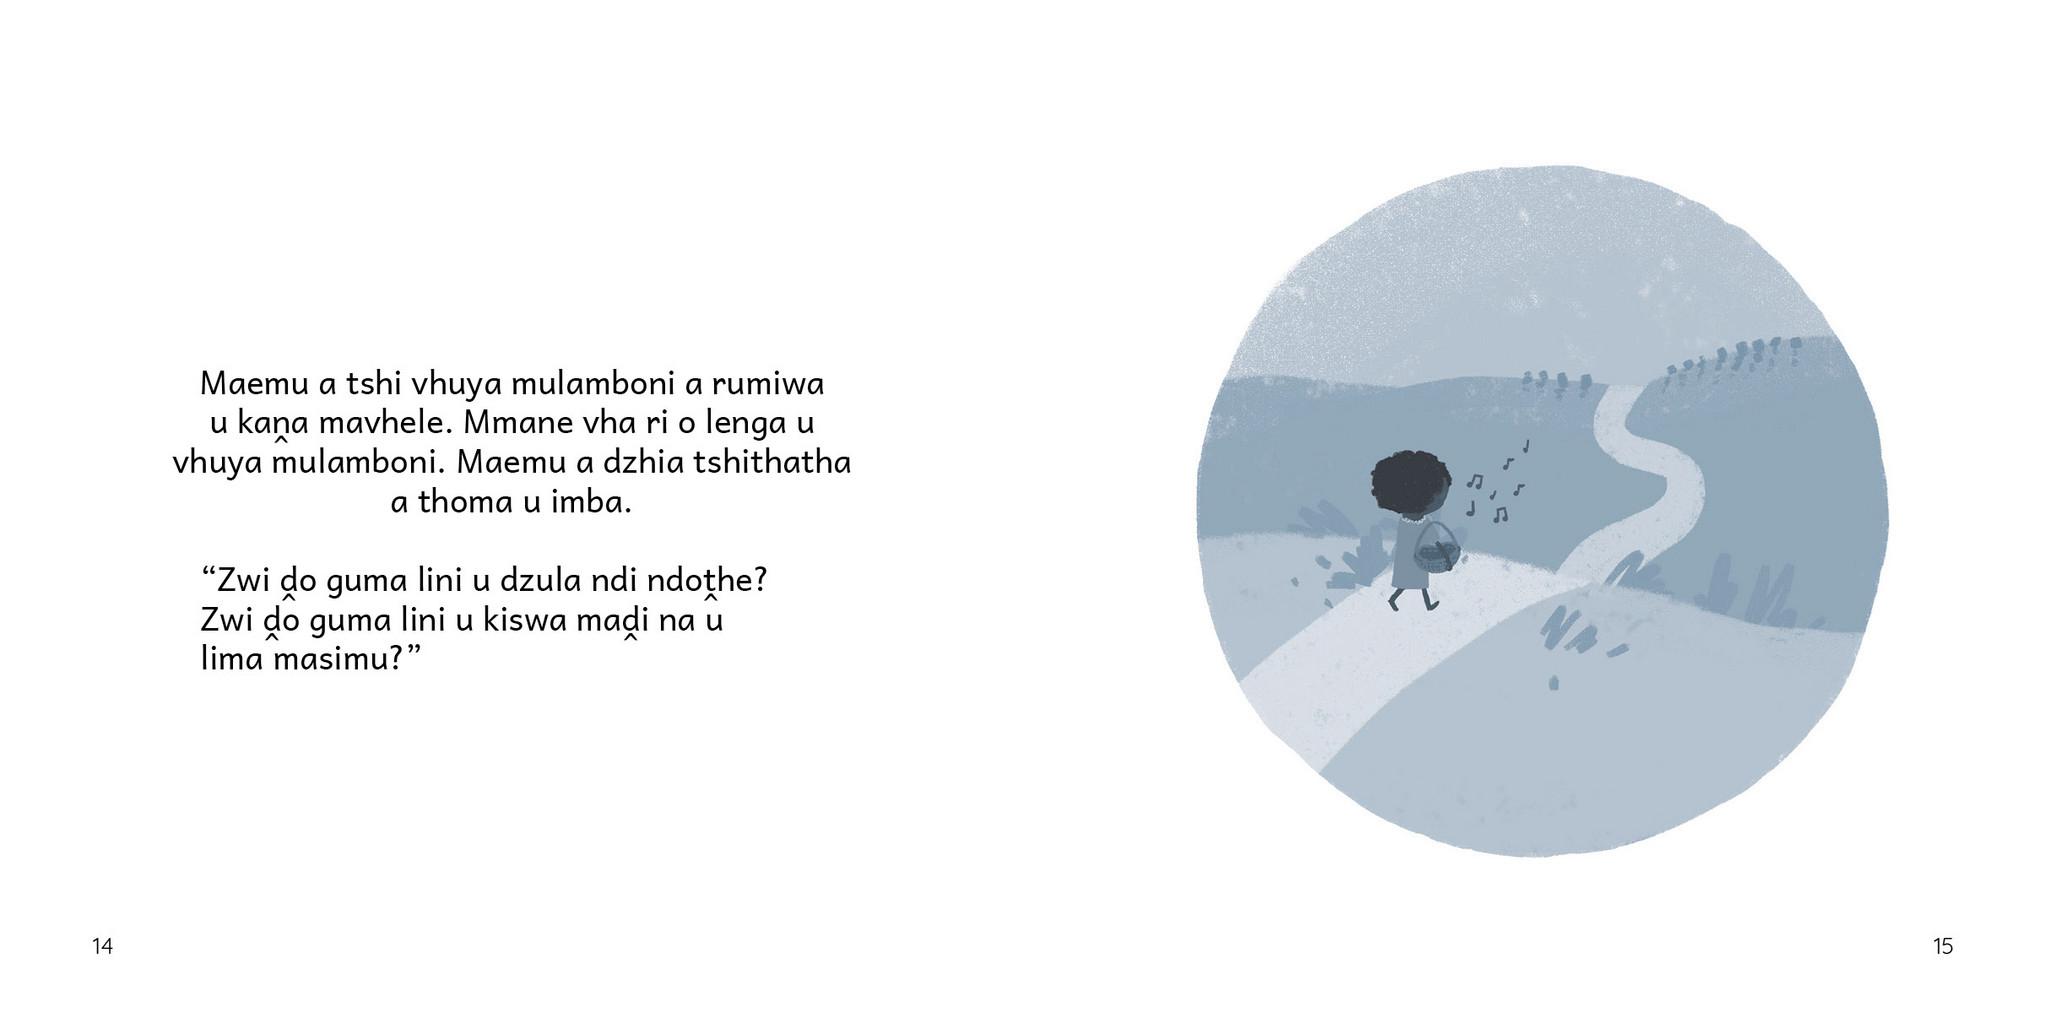 Maemu a tshi vhuya mulamboni a rumiwa
u kaṋa mavhele. Mmane vha ri o lenga u
vhuya mulamboni. Maemu a dzhia tshithatha
a thoma u imba.
“Zwi ḓo guma lini u dzula ndi ndoṱhe?
Zwi ḓo guma lini u kiswa maḓi na u
lima masimu?”
14
15